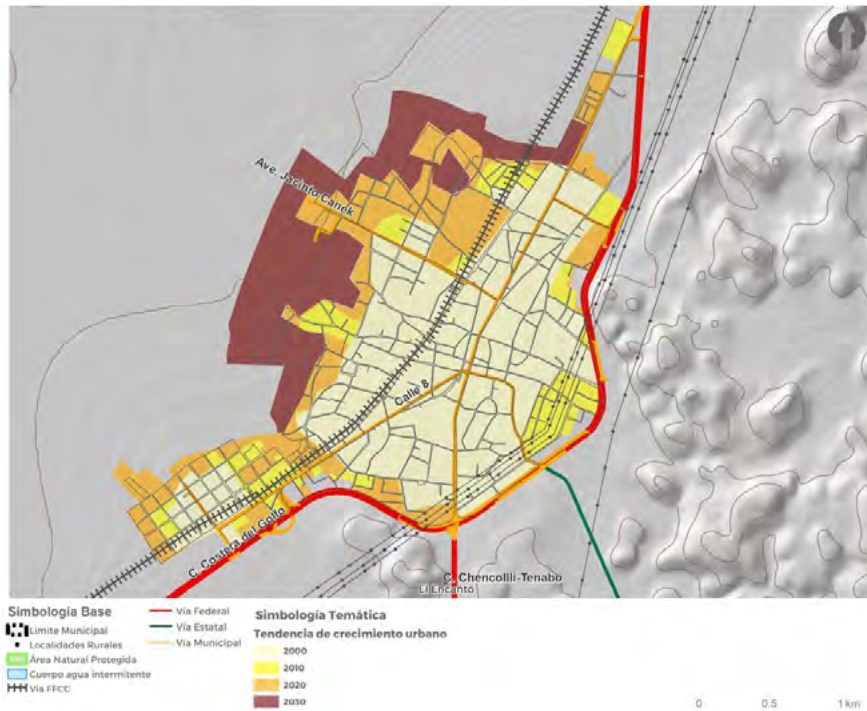 Ave. Jacinto Canek
Calle 8
C. Costera del Golfo
C. Chencollli-Tenabo
El Encanto
Simbología Base
Limite Municipal
Localidades Rurales
Área Natural Protegida
Cuerpo agua intermitente
Vía FFCC
Vía Federal
Vía Estatal
Vía Municipal
Simbología Temática
Tendencia de crecimiento urbano
2000
2010
2020
2030
0 0.5 1 km